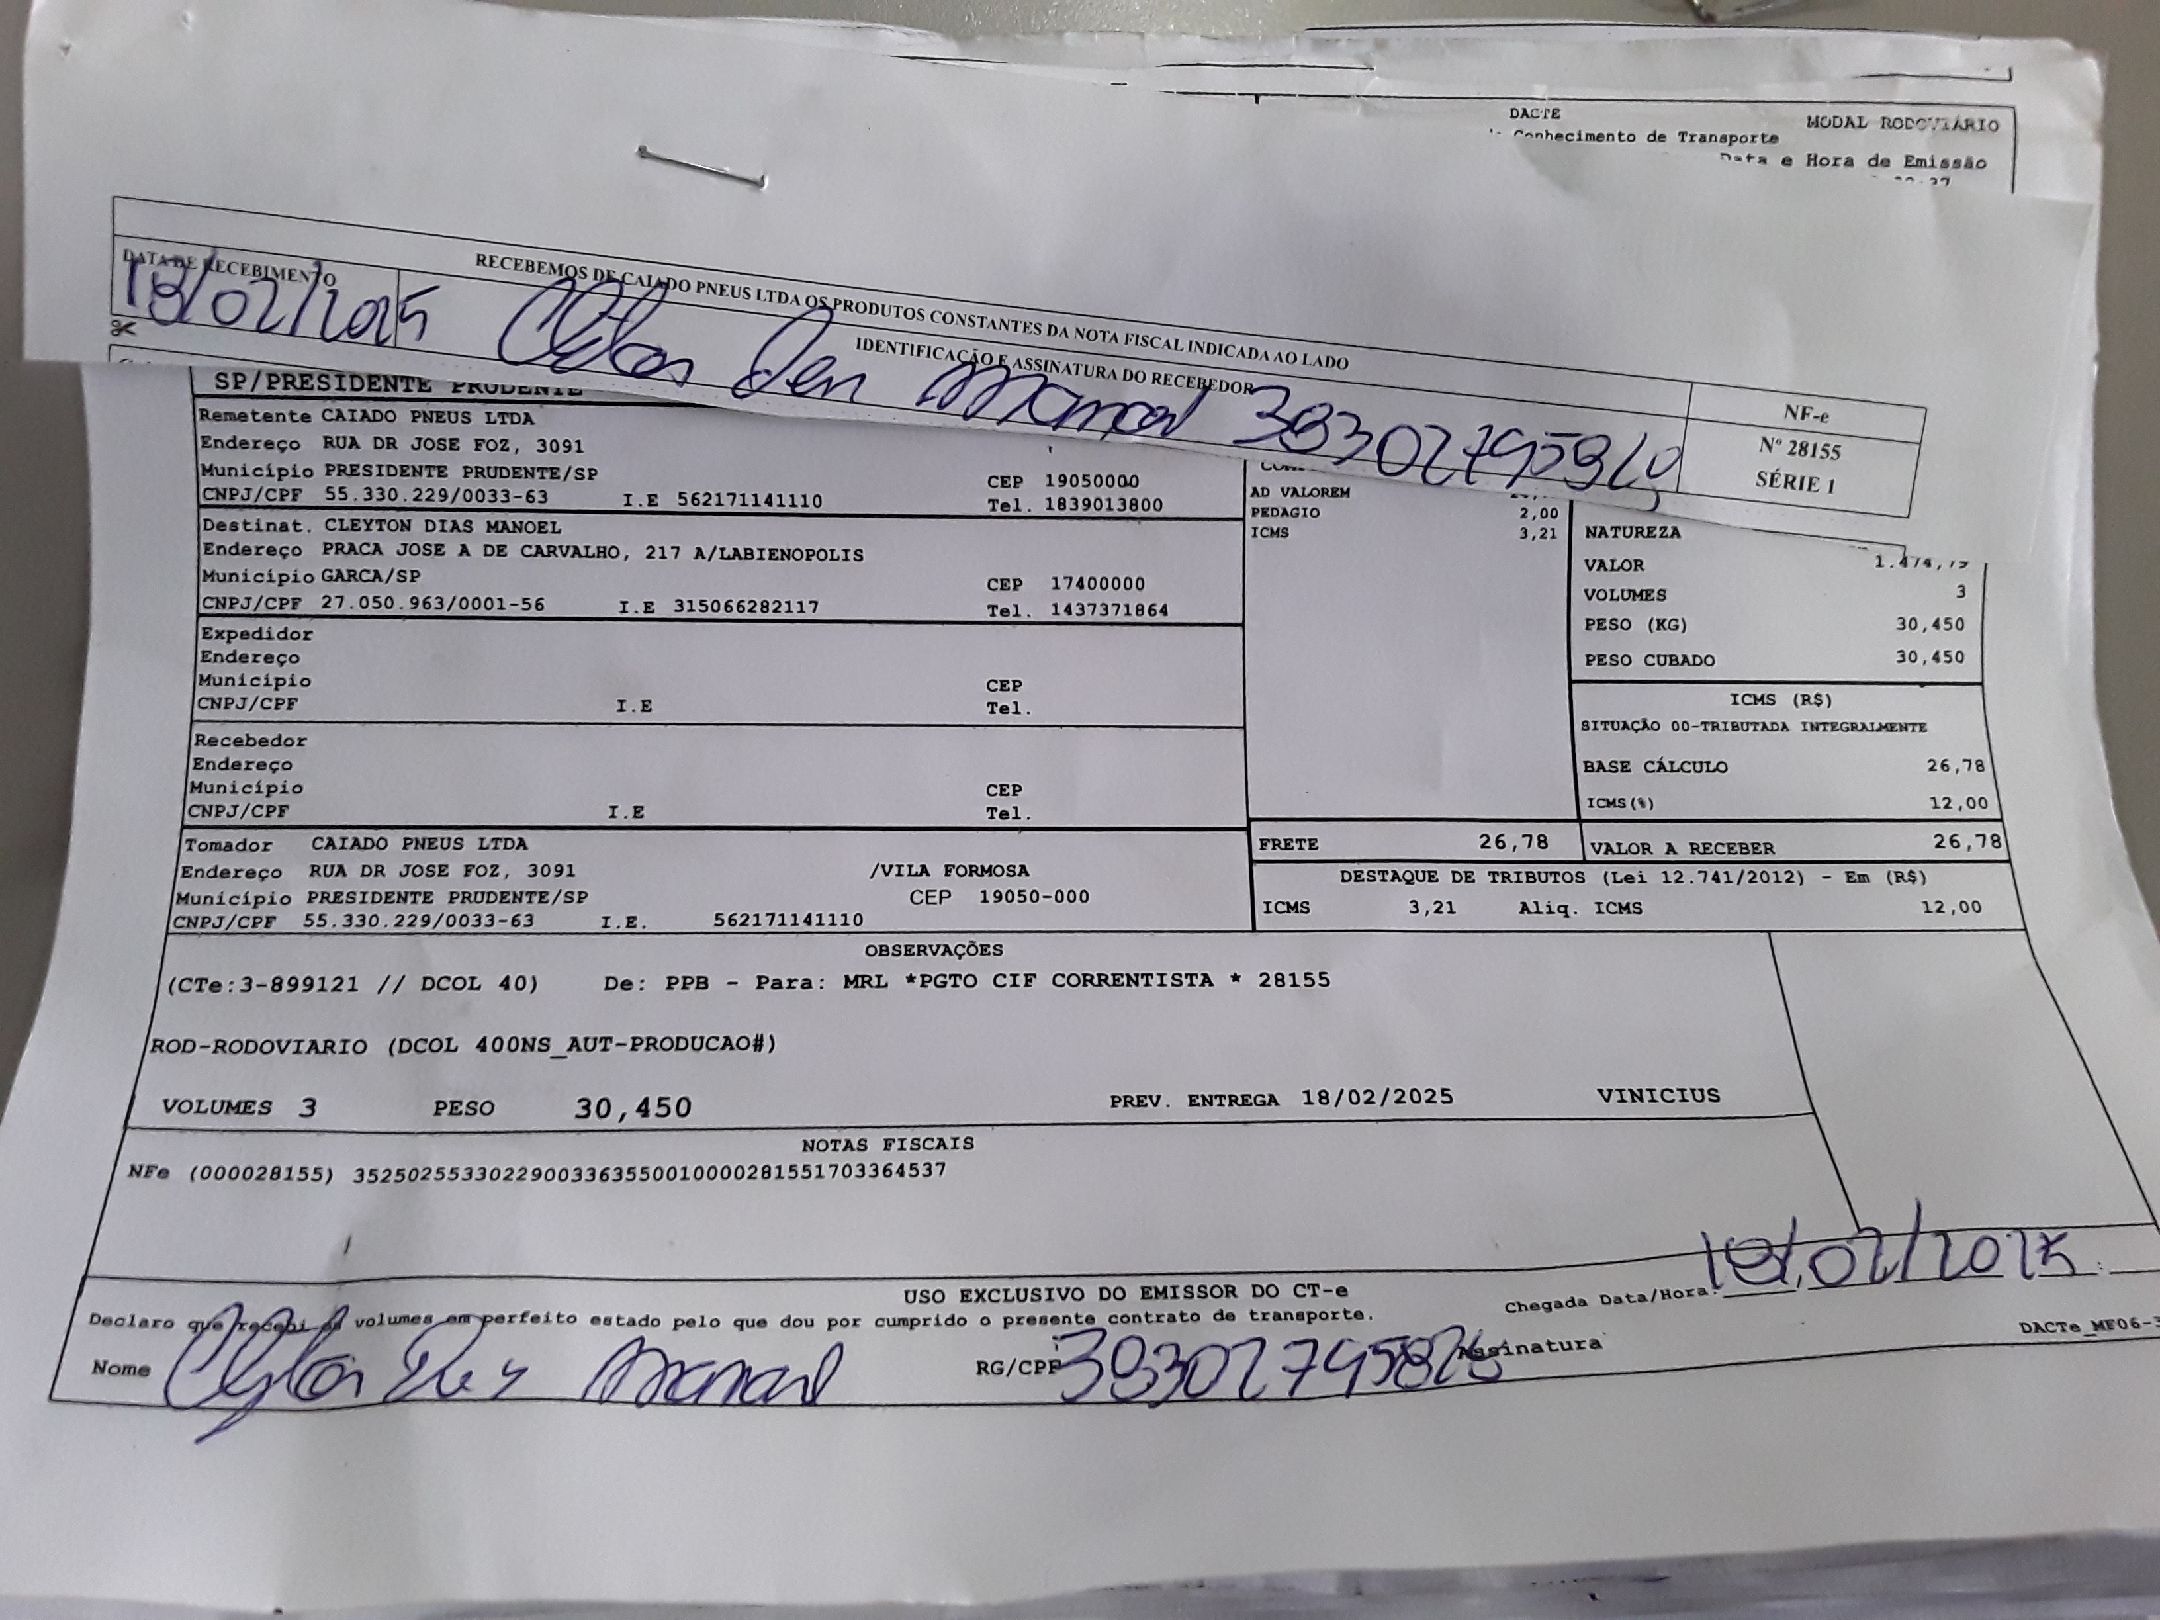 DACTE
MODAL RODOVIÁRIO
Conhecimento de Transporte
Data e Hora de Emissão
RECEBEMOS DE CAIADO PNEUS LTDA OS PRODUTOS CONSTANTES DA NOTA FISCAL INDICADA AO LADO
DATA DE RECEBIMENTO
IDENTIFICAÇÃO E ASSINATURA DO RECEBEDOR
18/02/2025
NF-e
Nº 28155
SÉRIE 1
SP/PRESIDENTE PRUDENTE
Remetente CAIADO PNEUS LTDA
Endereço RUA DR JOSE FOZ, 3091
Município PRESIDENTE PRUDENTE/SP CEP 19050000
CNPJ/CPF 55.330.229/0033-63 I.E 562171141110 Tel. 1839013800
Destinat. CLEYTON DIAS MANOEL
Endereço PRACA JOSE A DE CARVALHO, 217 A/LABIENOPOLIS
Município GARCA/SP CEP 17400000
CNPJ/CPF 27.050.963/0001-56 I.E 315066282117 Tel. 1437371864
Expedidor
Endereço
Município CEP
CNPJ/CPF I.E Tel.
Recebedor
Endereço
Município CEP
CNPJ/CPF I.E Tel.
Tomador CAIADO PNEUS LTDA
Endereço RUA DR JOSE FOZ, 3091 /VILA FORMOSA
Município PRESIDENTE PRUDENTE/SP CEP 19050-000
CNPJ/CPF 55.330.229/0033-63 I.E. 562171141110
AD VALOREM
PEDAGIO 2,00
ICMS 3,21
NATUREZA
VALOR
VOLUMES 3
PESO (KG) 30,450
PESO CUBADO 30,450
ICMS (R$)
SITUAÇÃO 00-TRIBUTADA INTEGRALMENTE
BASE CÁLCULO 26,78
ICMS(%) 12,00
FRETE 26,78 VALOR A RECEBER 26,78
DESTAQUE DE TRIBUTOS (Lei 12.741/2012) - Em (R$)
ICMS 3,21 Aliq. ICMS 12,00
OBSERVAÇÕES
(CTe:3-899121 // DCOL 40) De: PPB - Para: MRL *PGTO CIF CORRENTISTA * 28155
ROD-RODOVIARIO (DCOL 400NS_AUT-PRODUCAO#)
VOLUMES 3 PESO 30,450 PREV. ENTREGA 18/02/2025 VINICIUS
NOTAS FISCAIS
NFe (000028155) 35250255330229003363550010000281551703364537
USO EXCLUSIVO DO EMISSOR DO CT-e
Chegada Data/Hora: 18/02/2025
Declaro que recebi os volumes em perfeito estado pelo que dou por cumprido o presente contrato de transporte.
Nome RG/CPF Assinatura